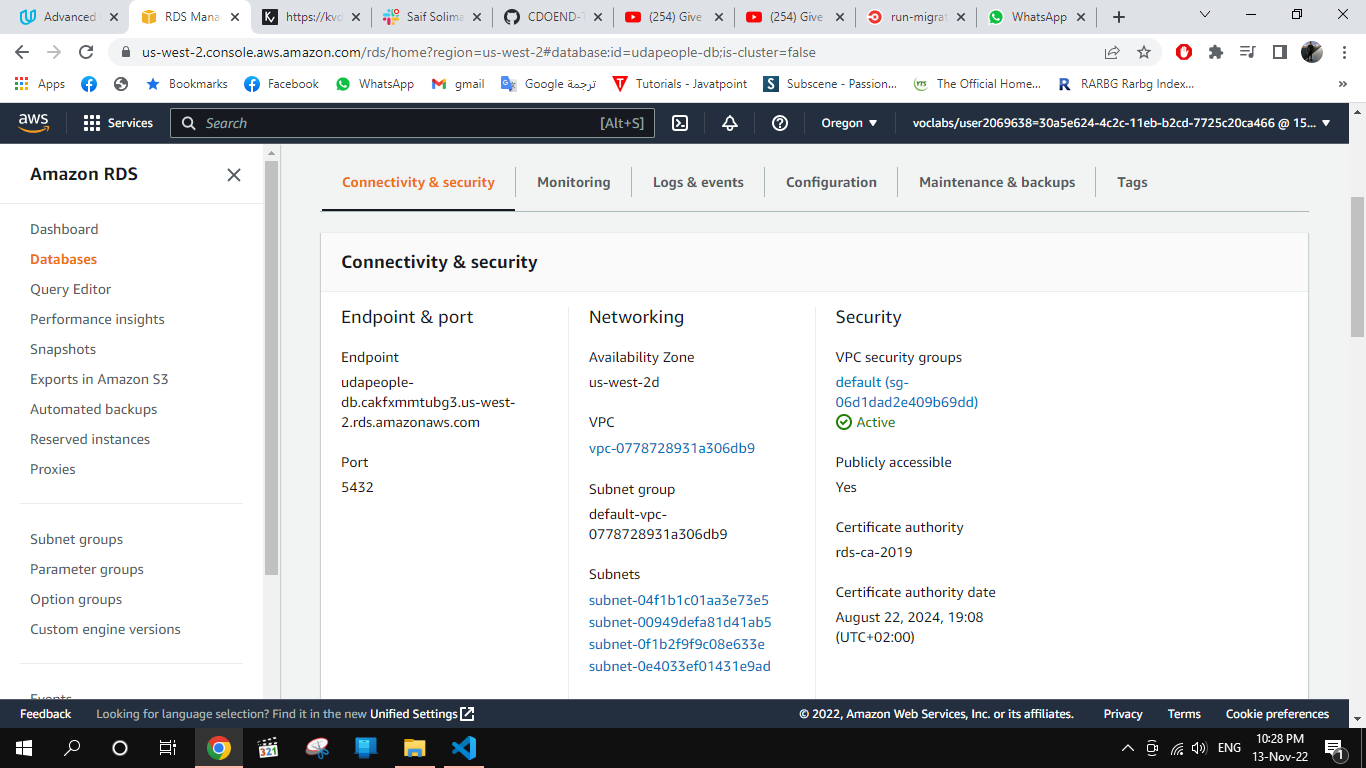 Advanced
RDS Mana
https://kvd
Saif Solima
CDOEND-T
(254) Give
(254) Give
run-migrat
WhatsApp
us-west-2.console.aws.amazon.com/rds/home?region=us-west-2#database:id=udapeople-db;is-cluster=false
Apps
Bookmarks
Facebook
WhatsApp
gmail
ترجمة Google
Tutorials - Javatpoint
Subscene - Passion...
The Official Home...
RARBG Rarbg Index...
»
aws
Services
Search
[Alt+S]
Oregon
voclabs/user2069638=30a5e624-4c2c-11eb-b2cd-7725c20ca466 @ 15...
Amazon RDS
Dashboard
Databases
Query Editor
Performance insights
Snapshots
Exports in Amazon S3
Automated backups
Reserved instances
Proxies
Subnet groups
Parameter groups
Option groups
Custom engine versions
Events
Connectivity & security
Monitoring
Logs & events
Configuration
Maintenance & backups
Tags
Connectivity & security
Endpoint & port
Endpoint
udapeople-
db.cakfxmmtubg3.us-west-
2.rds.amazonaws.com
Port
5432
Networking
Availability Zone
us-west-2d
VPC
vpc-0778728931a306db9
Subnet group
default-vpc-
0778728931a306db9
Subnets
subnet-04f1b1c01aa3e73e5
subnet-00949defa81d41ab5
subnet-0f1b2f9f9c08e633e
subnet-0e4033ef01431e9ad
Security
VPC security groups
default (sg-
06d1dad2e409b69dd)
Active
Publicly accessible
Yes
Certificate authority
rds-ca-2019
Certificate authority date
August 22, 2024, 19:08
(UTC+02:00)
Feedback
Looking for language selection? Find it in the new Unified Settings
© 2022, Amazon Web Services, Inc. or its affiliates.
Privacy
Terms
Cookie preferences
321
ENG
10:28 PM
13-Nov-22
1